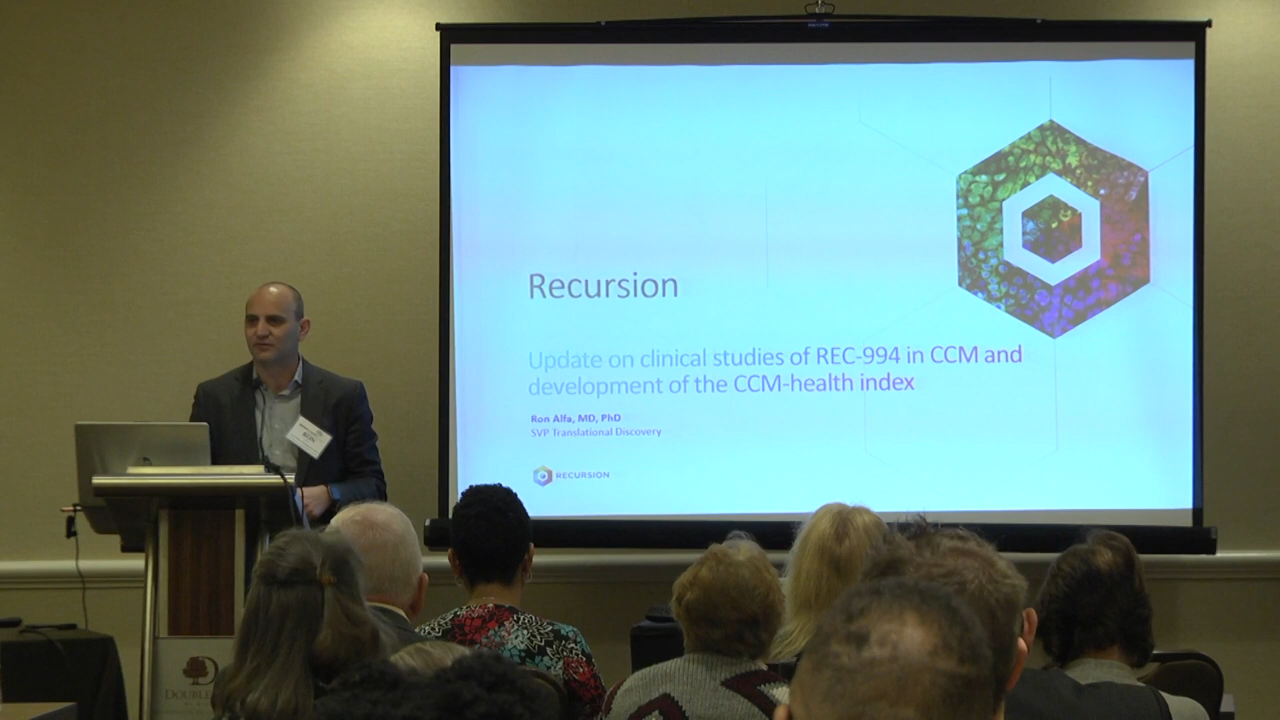 Recursion
Update on clinical studies of REC-994 in CCM and
development of the CCM-health index
Ron Alfa, MD, PhD
SVP Translational Discovery
RECURSION
DOUBLE